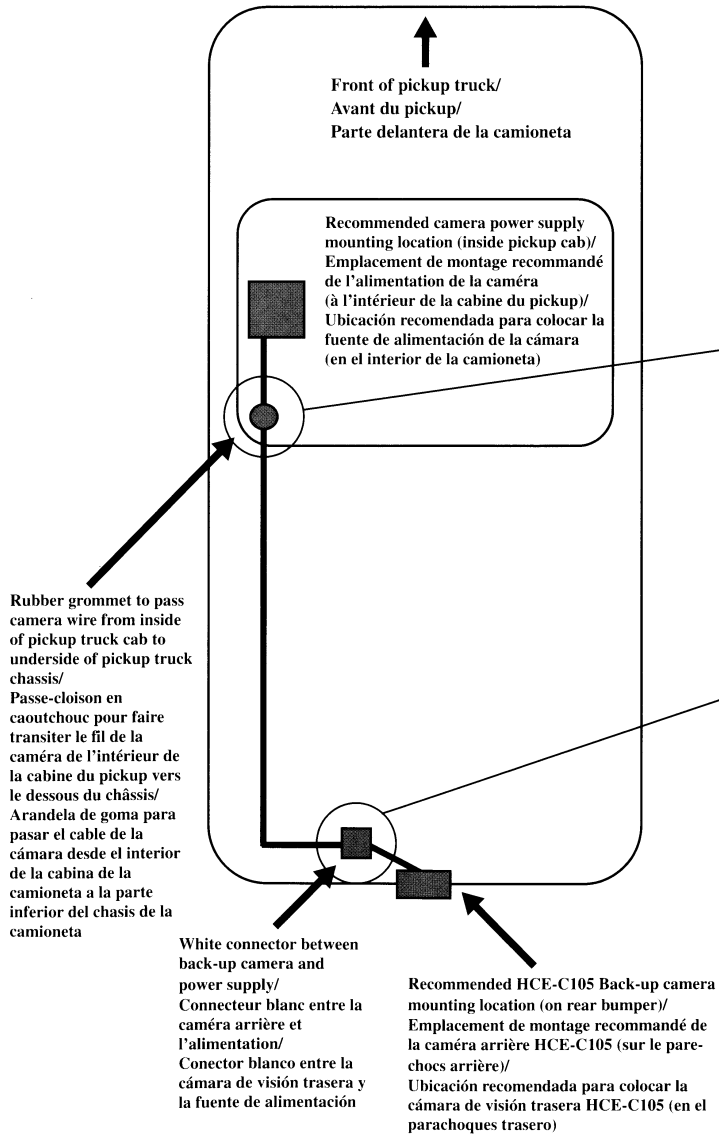 Front of pickup truck/
Avant du pickup/
Parte delantera de la camioneta
Recommended camera power supply
mounting location (inside pickup cab)/
Emplacement de montage recommandé
de l'alimentation de la caméra
(à l'intérieur de la cabine du pickup)/
Ubicación recomendada para colocar la
fuente de alimentación de la cámara
(en el interior de la camioneta)
Rubber grommet to pass
camera wire from inside
of pickup truck cab to
underside of pickup truck
chassis/
Passe-cloison en
caoutchouc pour faire
transiter le fil de la
caméra de l'intérieur de
la cabine du pickup vers
le dessous du châssis/
Arandela de goma para
pasar el cable de la
cámara desde el interior
de la cabina de la
camioneta a la parte
inferior del chasis de la
camioneta
White connector between
back-up camera and
power supply/
Connecteur blanc entre la
caméra arrière et
l'alimentation/
Conector blanco entre la
cámara de visión trasera y
la fuente de alimentación
Recommended HCE-C105 Back-up camera
mounting location (on rear bumper)/
Emplacement de montage recommandé de
la caméra arrière HCE-C105 (sur le pare-
chocs arrière)/
Ubicación recomendada para colocar la
cámara de visión trasera HCE-C105 (en el
parachoques trasero)